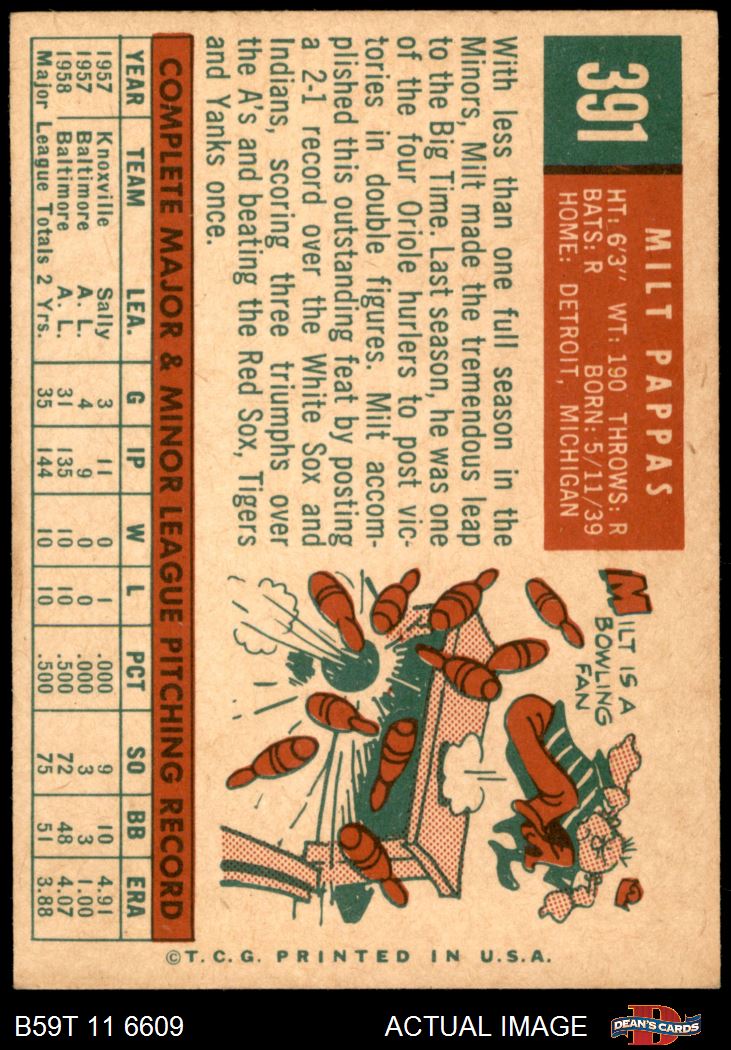 391
MILT PAPPAS
HT: 6'3" WT: 190 THROWS: R
BATS: R BORN: 5/11/39
HOME: DETROIT, MICHIGAN
With less than one full season in the
Minors, Milt made the tremendous leap
to the Big Time. Last season, he was one
of the four Oriole hurlers to post vic-
tories in double figures. Milt accom-
plished this outstanding feat by posting
a 2-1 record over the White Sox and
Indians, scoring three triumphs over
the A's and beating the Red Sox, Tigers
and Yanks once.
MILT IS A
BOWLING
FAN
COMPLETE MAJOR & MINOR LEAGUE PITCHING RECORD
YEAR TEAM LEA. G IP W L PCT SO BB ERA
1957 Knoxville Sally 3 11 0 1 .000 9 10 4.91
1957 Baltimore A. L. 4 9 0 0 .000 3 3 1.00
1958 Baltimore A. L. 31 135 10 10 .500 72 48 4.07
Major League Totals 2 Yrs. 35 144 10 10 .500 75 51 3.88
©T.C.G. PRINTED IN U.S.A.
B59T 11 6609
ACTUAL IMAGE
DEAN'S CARDS